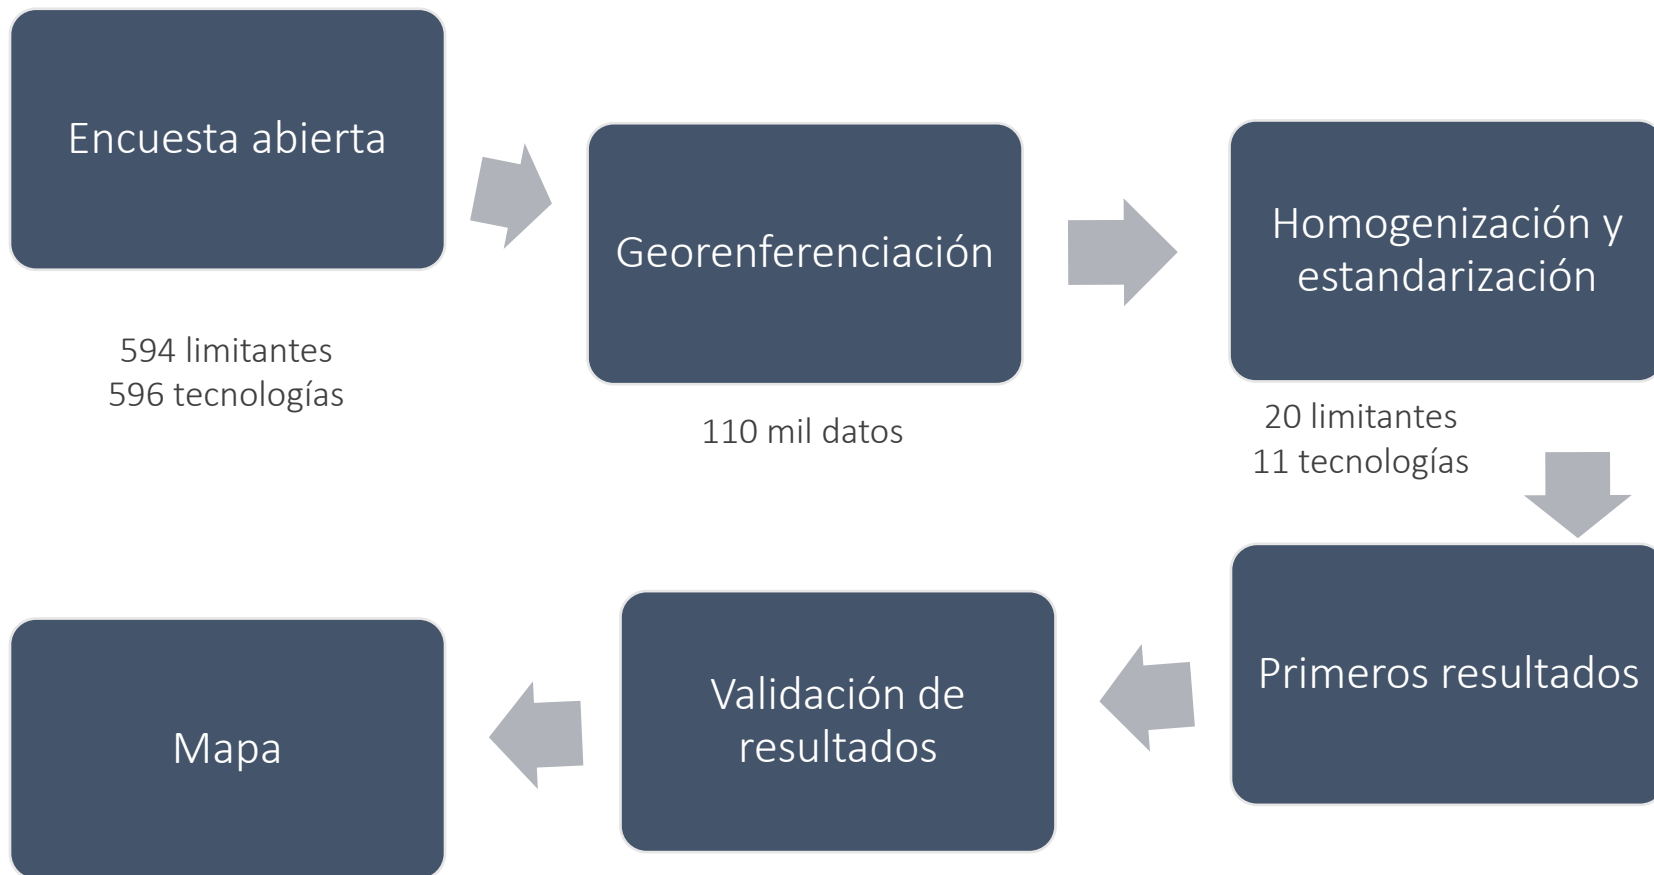 Encuesta abierta
594 limitantes
596 tecnologías
Georenferenciación
110 mil datos
Homogenización y
estandarización
20 limitantes
11 tecnologías
Primeros resultados
Validación de
resultados
Mapa